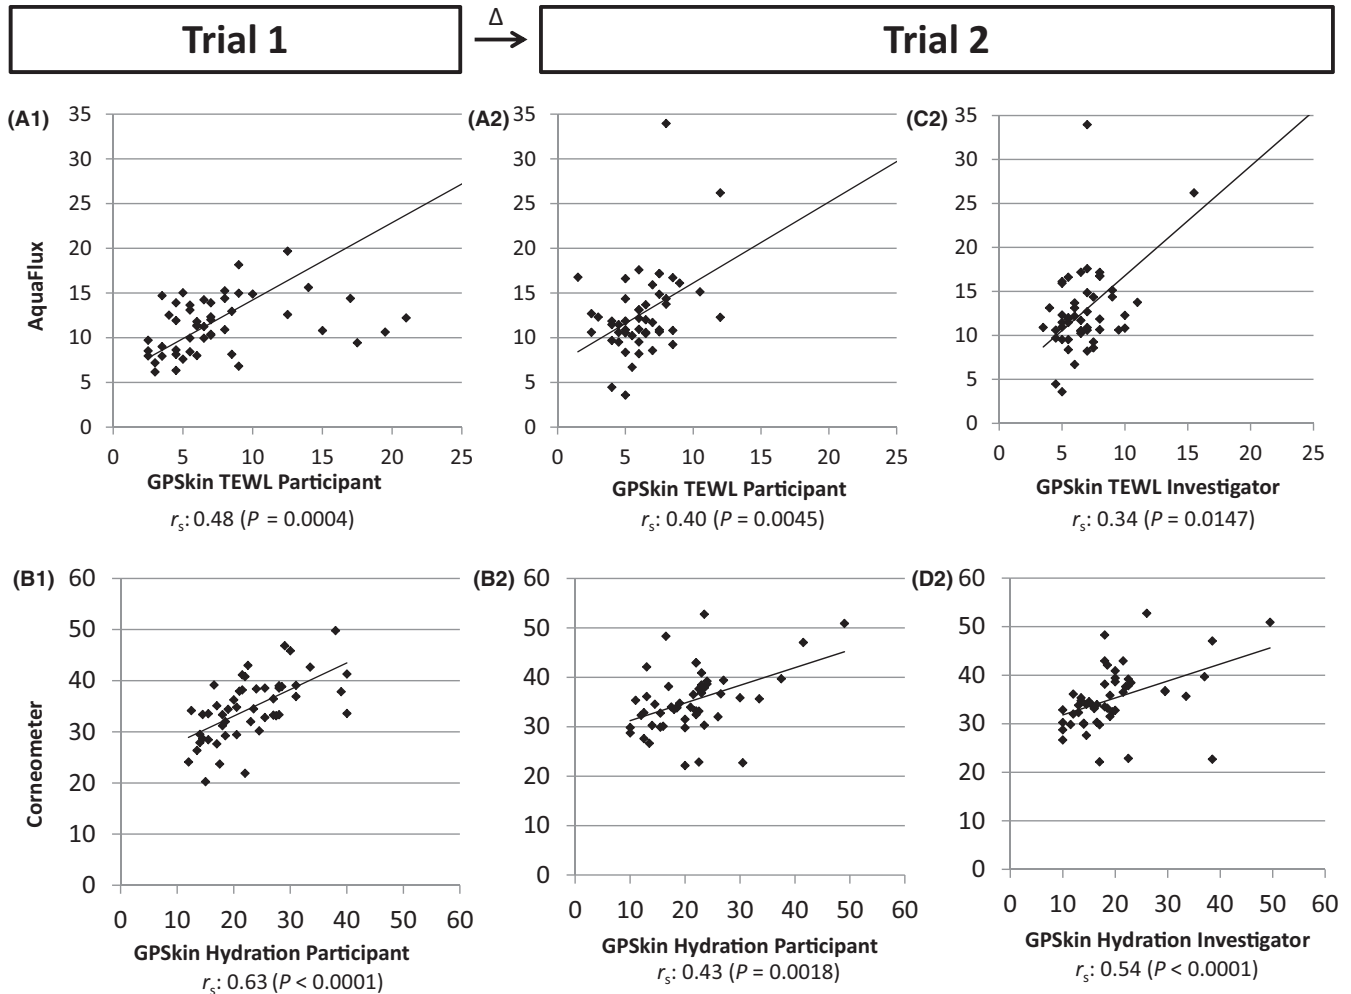 Trial 1
Δ
Trial 2
(A1)
35
30
25
20
15
10
5
0
0 5 10 15 20 25
AquaFlux
GPSkin TEWL Participant
rs: 0.48 (P = 0.0004)
(A2)
35
30
25
20
15
10
5
0
0 5 10 15 20 25
GPSkin TEWL Participant
rs: 0.40 (P = 0.0045)
(C2)
35
30
25
20
15
10
5
0
0 5 10 15 20 25
GPSkin TEWL Investigator
rs: 0.34 (P = 0.0147)
(B1)
60
50
40
30
20
10
0
0 10 20 30 40 50 60
Corneometer
GPSkin Hydration Participant
rs: 0.63 (P < 0.0001)
(B2)
60
50
40
30
20
10
0
0 10 20 30 40 50 60
GPSkin Hydration Participant
rs: 0.43 (P = 0.0018)
(D2)
60
50
40
30
20
10
0
0 10 20 30 40 50 60
GPSkin Hydration Investigator
rs: 0.54 (P < 0.0001)